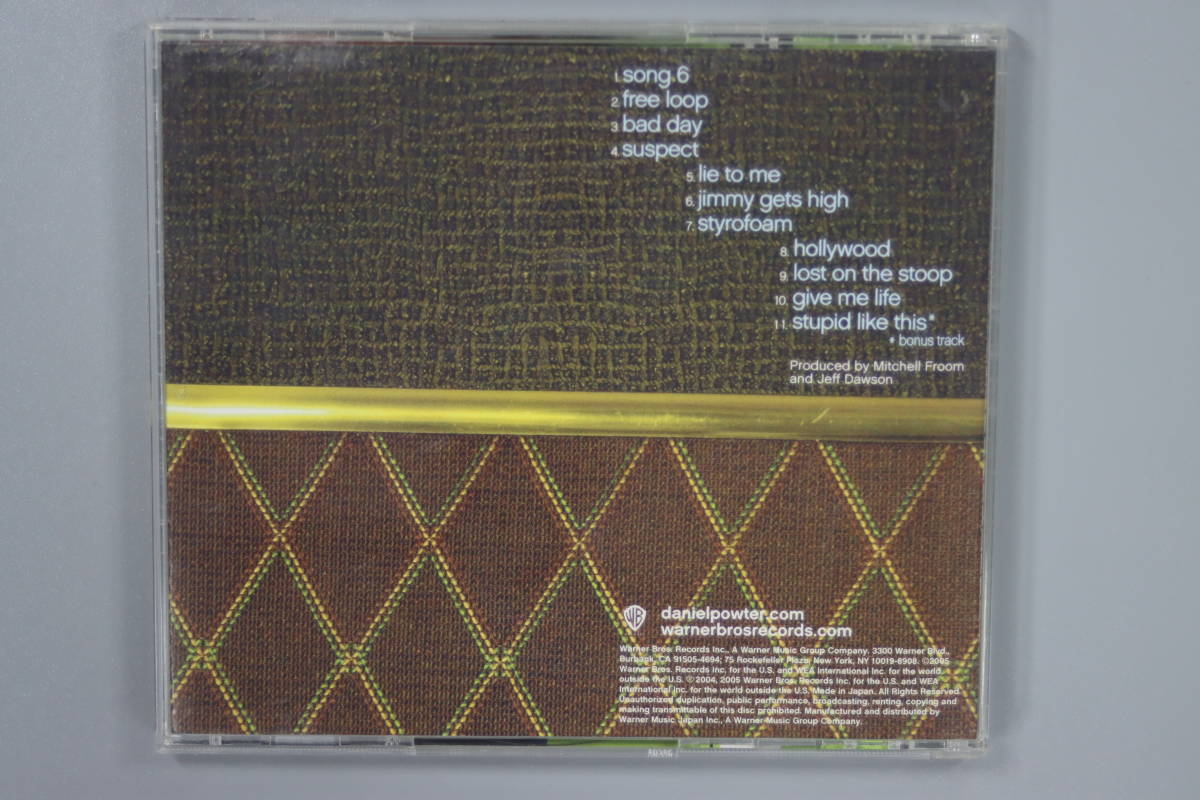 1. song 6
2. free loop
3. bad day
4. suspect
5. lie to me
6. jimmy gets high
7. styrofoam
8. hollywood
9. lost on the stoop
10. give me life
11. stupid like this*
* bonus track
Produced by Mitchell Froom
and Jeff Dawson
WB
danielpowter.com
warnerbrosrecords.com
Warner Bros. Records Inc., A Warner Music Group Company. 3300 Warner Blvd.,
Burbank, CA 91505-4694; 75 Rockefeller Plaza, New York, NY 10019-6908. ©2005
Warner Bros. Records Inc. for the U.S. and WEA International Inc. for the world
outside the U.S. ℗ 2004, 2005 Warner Bros. Records Inc. for the U.S. and WEA
International Inc. for the world outside the U.S. Made in Japan. All Rights Reserved.
Unauthorized duplication, public performance, broadcasting, renting, copying and
making transmittable of this disc prohibited. Manufactured and distributed by
Warner Music Japan Inc., A Warner Music Group Company.